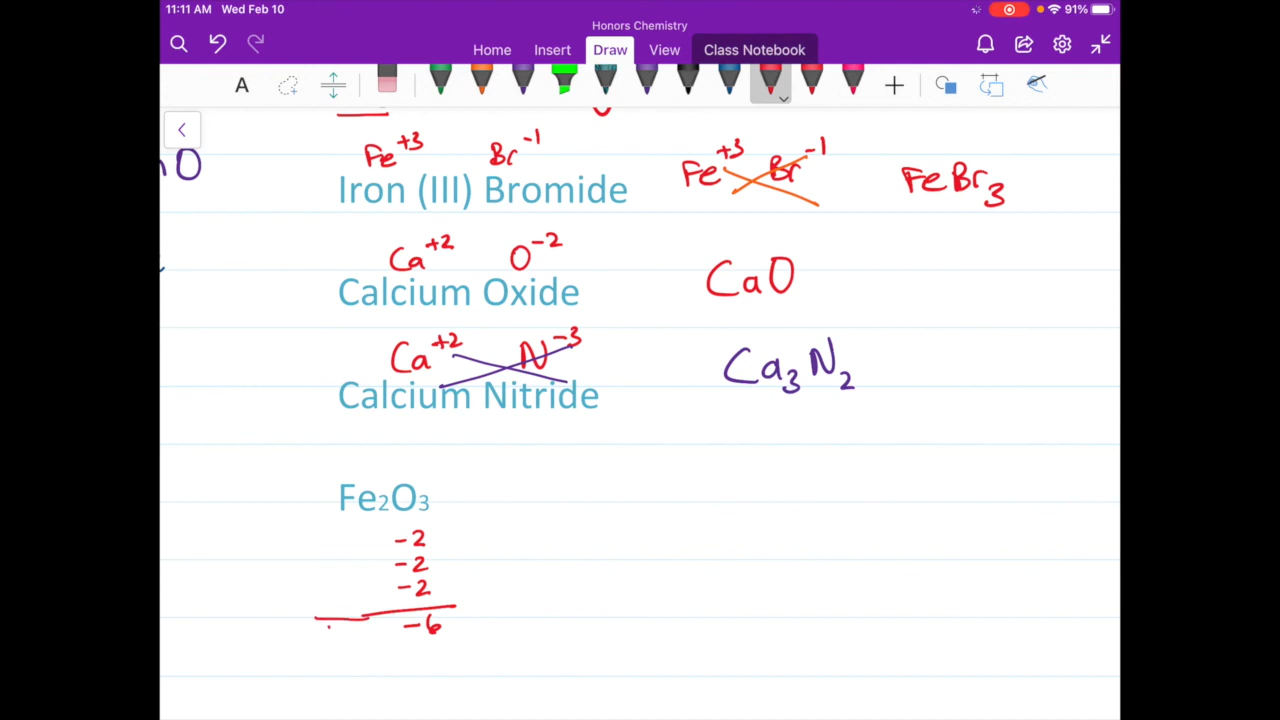 11:11 AM Wed Feb 10
91%
Honors Chemistry
Home Insert Draw View Class Notebook
A
Fe+3 Br-1
Iron (III) Bromide
Fe+3 Br-1
FeBr3
Ca+2 O-2
Calcium Oxide
CaO
Ca+2 N-3
Calcium Nitride
Ca3N2
Fe2O3
-2
-2
-2
-6